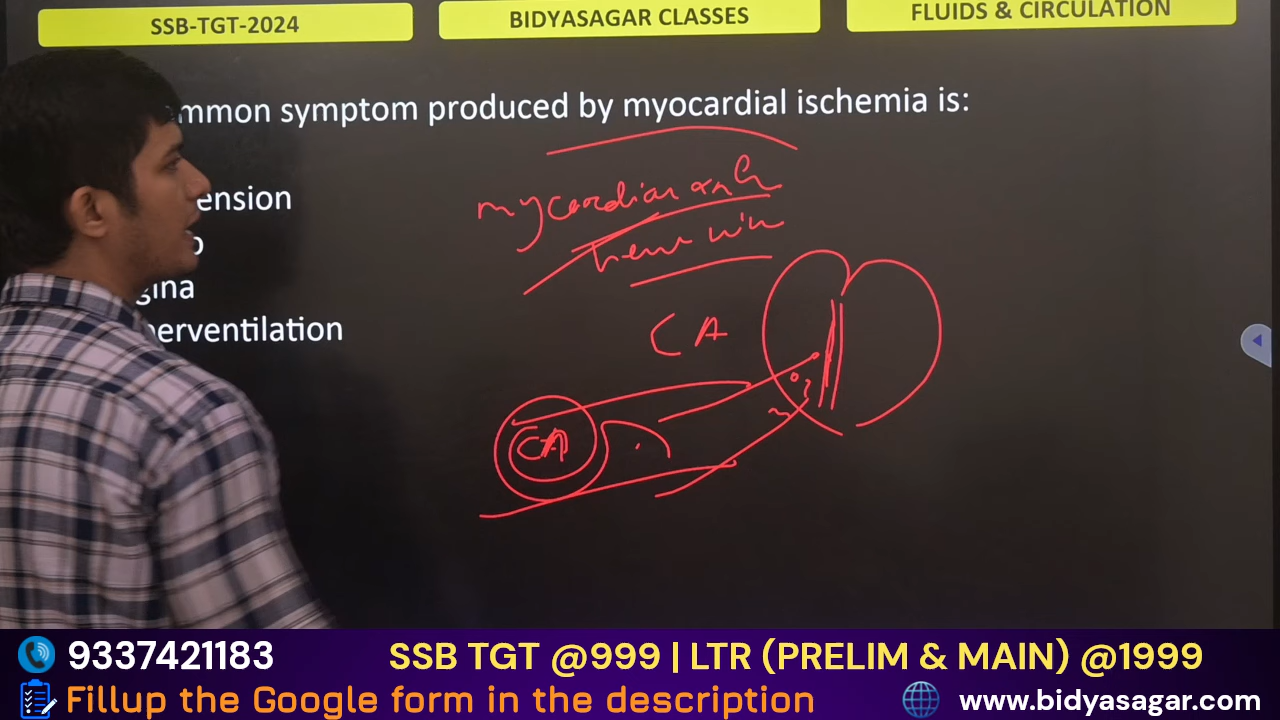 SSB-TGT-2024
BIDYASAGAR CLASSES
FLUIDS & CIRCULATION
mmon symptom produced by myocardial ischemia is:
ension
o
gina
erventilation
CA
CA
9337421183
SSB TGT @999 | LTR (PRELIM & MAIN) @1999
Fillup the Google form in the description
www.bidyasagar.com